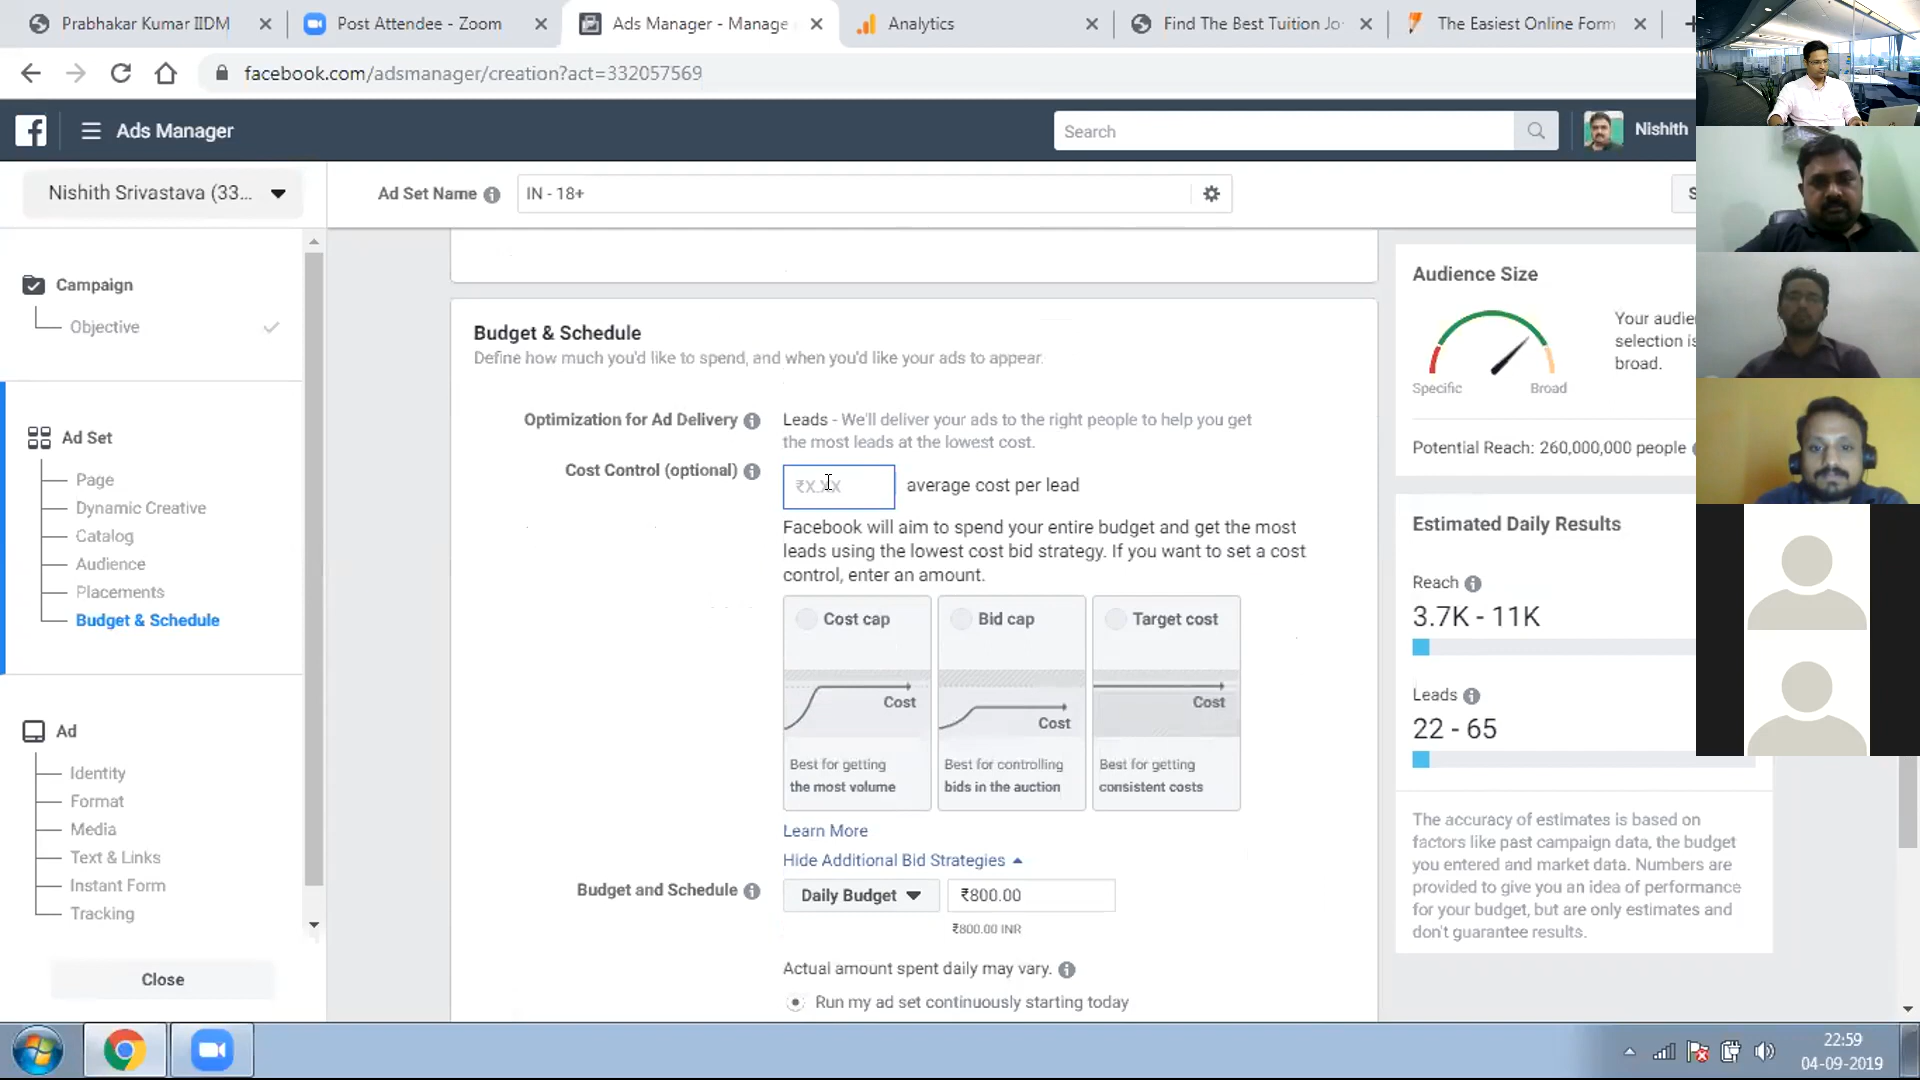 Prabhakar Kumar IIDM
Post Attendee - Zoom
Ads Manager - Manage
Analytics
Find The Best Tuition Jo
The Easiest Online Form
facebook.com/adsmanager/creation?act=332057569
Ads Manager
Search
Nishith
Nishith Srivastava (33...
Ad Set Name
IN - 18+
S
Campaign
Objective
Ad Set
Page
Dynamic Creative
Catalog
Audience
Placements
Budget & Schedule
Ad
Identity
Format
Media
Text & Links
Instant Form
Tracking
Close
Budget & Schedule
Define how much you'd like to spend, and when you'd like your ads to appear.
Optimization for Ad Delivery
Leads - We'll deliver your ads to the right people to help you get
the most leads at the lowest cost.
Cost Control (optional)
₹X.XX
average cost per lead
Facebook will aim to spend your entire budget and get the most
leads using the lowest cost bid strategy. If you want to set a cost
control, enter an amount.
Cost cap
Cost
Best for getting
the most volume
Bid cap
Cost
Best for controlling
bids in the auction
Target cost
Cost
Best for getting
consistent costs
Learn More
Hide Additional Bid Strategies
Budget and Schedule
Daily Budget
₹800.00
₹800.00 INR
Actual amount spent daily may vary.
Run my ad set continuously starting today
Audience Size
Specific
Broad
Your audie
selection is
broad.
Potential Reach: 260,000,000 people
Estimated Daily Results
Reach
3.7K - 11K
Leads
22 - 65
The accuracy of estimates is based on
factors like past campaign data, the budget
you entered and market data. Numbers are
provided to give you an idea of performance
for your budget, but are only estimates and
don't guarantee results.
22:59
04-09-2019